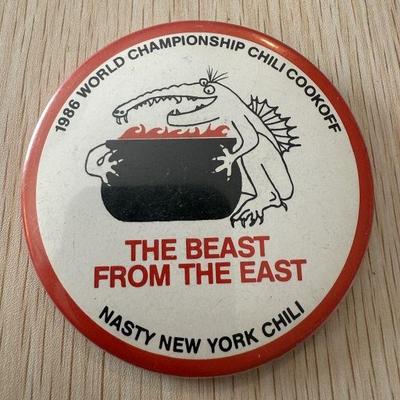 1986 WORLD CHAMPIONSHIP CHILI COOKOFF
THE BEAST
FROM THE EAST
NASTY NEW YORK CHILI